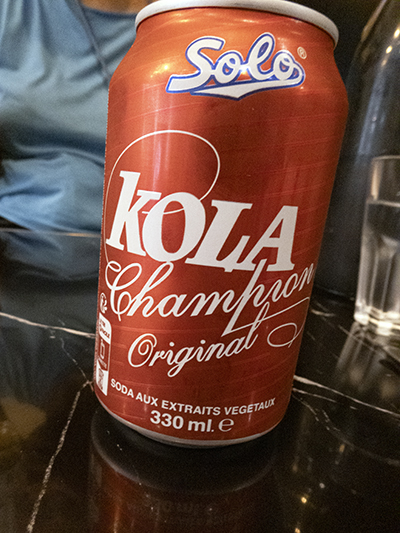 Solo®
KOLA
Champion
Original
SODA AUX EXTRAITS VEGETAUX
330 ml. ℮